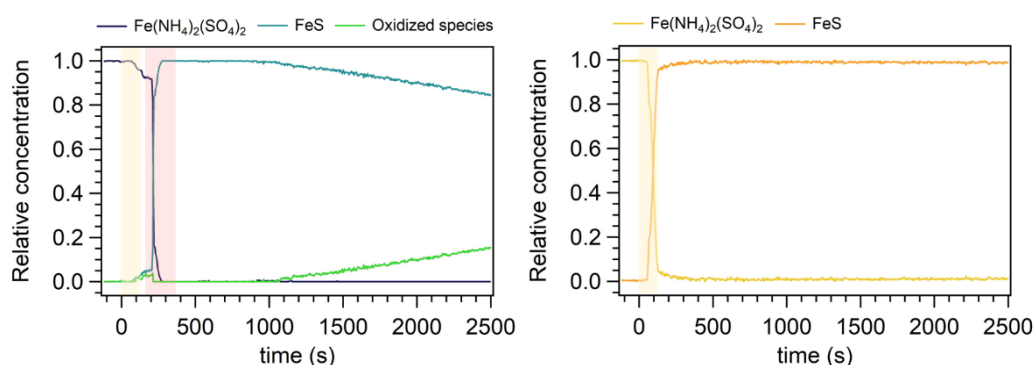 Fe(NH₄)₂(SO₄)₂ FeS Oxidized species
1.0
0.8
0.6
0.4
0.2
0.0
Relative concentration
0 500 1000 1500 2000 2500
time (s)
Fe(NH₄)₂(SO₄)₂ FeS
1.0
0.8
0.6
0.4
0.2
0.0
Relative concentration
0 500 1000 1500 2000 2500
time (s)